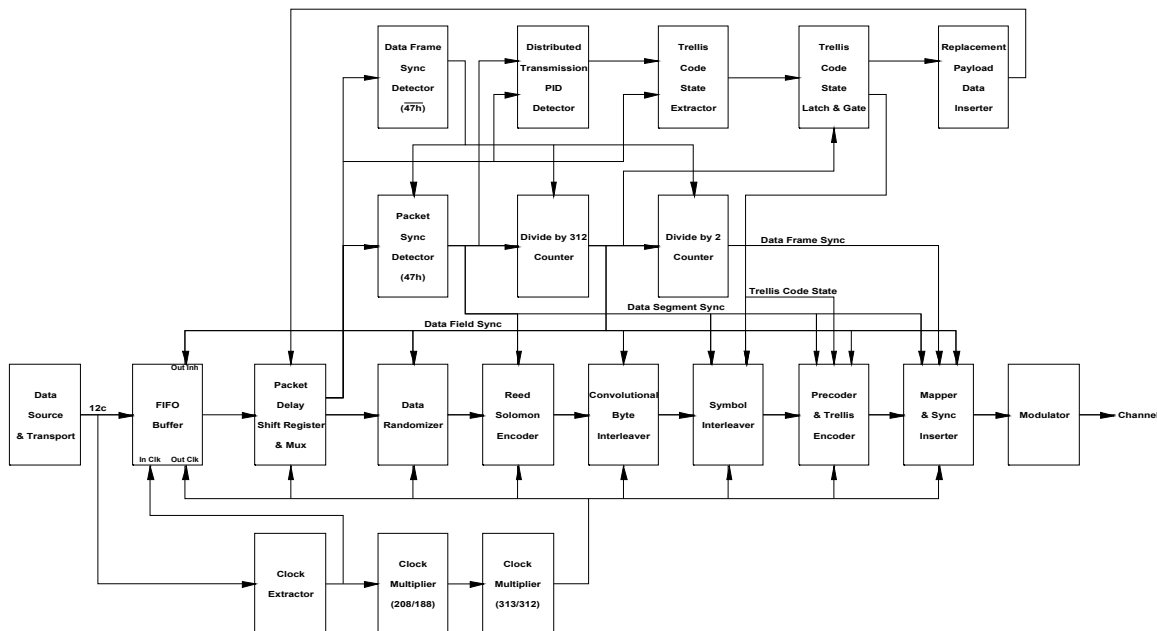 Data Frame
Sync
Detector
(47h)
Distributed
Transmission
PID
Detector
Trellis
Code
State
Extractor
Trellis
Code
State
Latch & Gate
Replacement
Payload
Data
Inserter
Packet
Sync
Detector
(47h)
Divide by 312
Counter
Divide by 2
Counter
Data Frame Sync
Trellis Code State
Data Segment Sync
Data Field Sync
Data
Source
& Transport
12c
Out Inh
FIFO
Buffer
In Clk
Out Clk
Packet
Delay
Shift Register
& Mux
Data
Randomizer
Reed
Solomon
Encoder
Convolutional
Byte
Interleaver
Symbol
Interleaver
Precoder
& Trellis
Encoder
Mapper
& Sync
Inserter
Modulator
Channel
Clock
Extractor
Clock
Multiplier
(208/188)
Clock
Multiplier
(313/312)